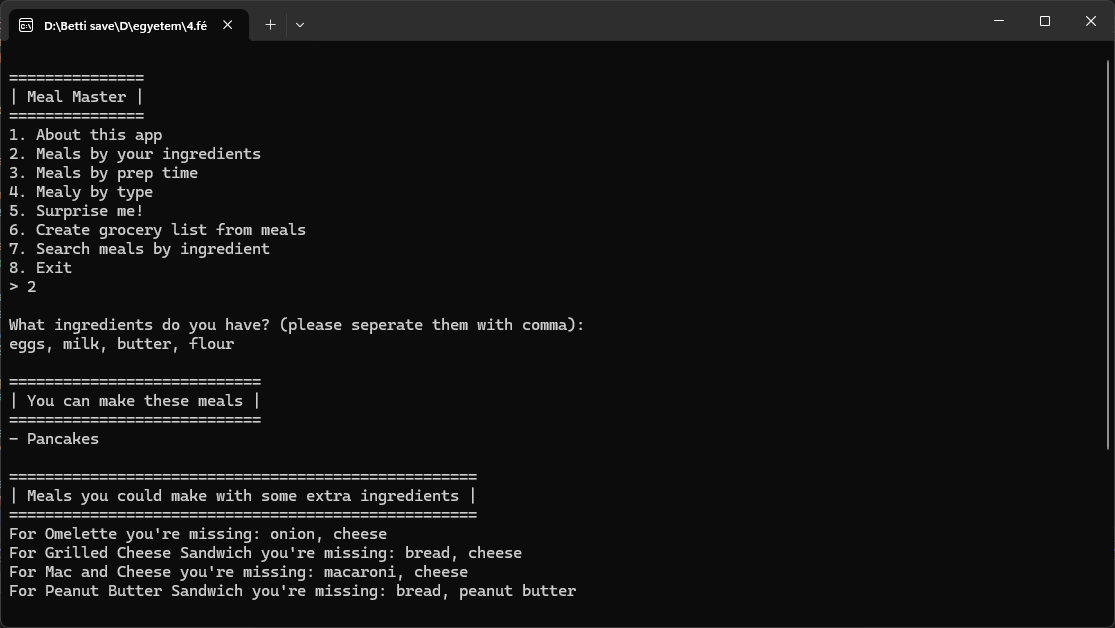 D:\Betti save\D\egyetem\4.fé
===============
| Meal Master |
===============
1. About this app
2. Meals by your ingredients
3. Meals by prep time
4. Mealy by type
5. Surprise me!
6. Create grocery list from meals
7. Search meals by ingredient
8. Exit
> 2
What ingredients do you have? (please seperate them with comma):
eggs, milk, butter, flour
============================
| You can make these meals |
============================
- Pancakes
====================================================
| Meals you could make with some extra ingredients |
====================================================
For Omelette you're missing: onion, cheese
For Grilled Cheese Sandwich you're missing: bread, cheese
For Mac and Cheese you're missing: macaroni, cheese
For Peanut Butter Sandwich you're missing: bread, peanut butter